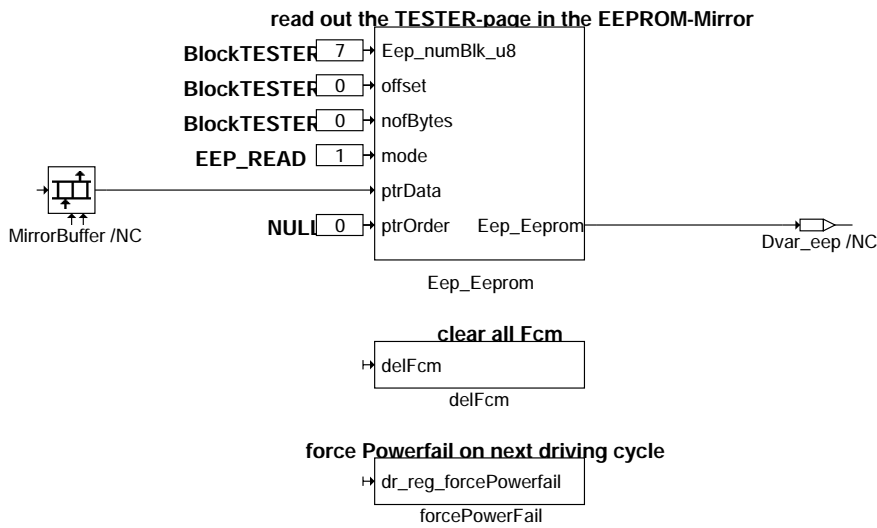 read out the TESTER-page in the EEPROM-Mirror
BlockTESTER 7 Eep_numBlk_u8
BlockTESTER 0 offset
BlockTESTER 0 nofBytes
EEP_READ 1 mode
ptrData
MirrorBuffer /NC
NULL 0 ptrOrder Eep_Eeprom
Dvar_eep /NC
Eep_Eeprom
clear all Fcm
delFcm
delFcm
force Powerfail on next driving cycle
dr_reg_forcePowerfail
forcePowerFail